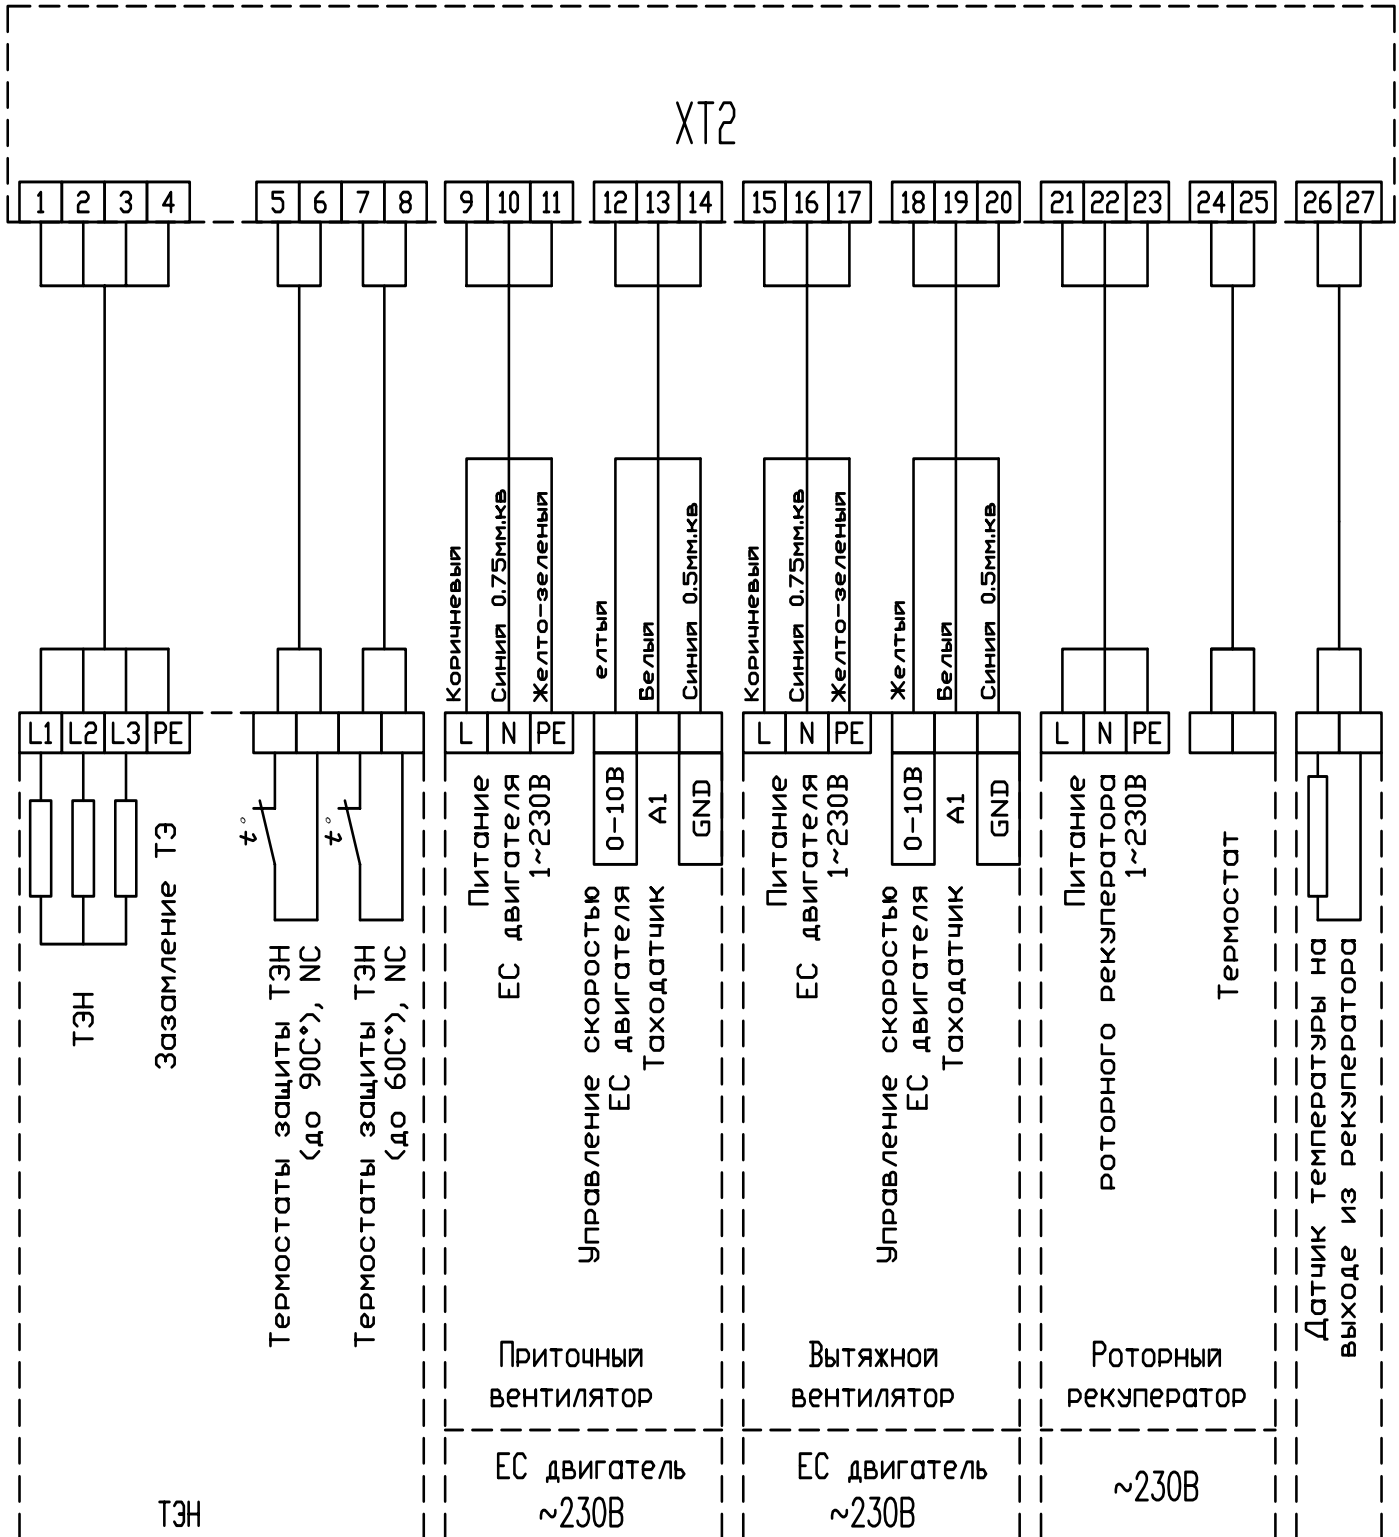 XT2
1 2 3 4 5 6 7 8 9 10 11 12 13 14 15 16 17 18 19 20 21 22 23 24 25 26 27
Коричневый
Синий 0.75мм.кв
Желто-зеленый
елтый
Белый
Синий 0.5мм.кв
Коричневый
Синий 0.75мм.кв
Желто-зеленый
Желтый
Белый
Синий 0.5мм.кв
L1 L2 L3 PE L N PE L N PE L N PE
ТЭН
Зазамление ТЭ
t°
t°
Термостаты защиты ТЭН
(до 90C°), NC
Термостаты защиты ТЭН
(до 60C°), NC
Питание
ЕС двигателя
1~230В
0-10В
A1
GND
Управление скоростью
ЕС двигателя
Таходатчик
Питание
ЕС двигателя
1~230В
0-10В
A1
GND
Управление скоростью
ЕС двигателя
Таходатчик
Питание
роторного рекуператора
1~230В
Термостат
Датчик температуры на
выходе из рекуператора
Приточный
вентилятор
Вытяжной
вентилятор
Роторный
рекуператор
ТЭН
ЕС двигатель
~230В
ЕС двигатель
~230В
~230В